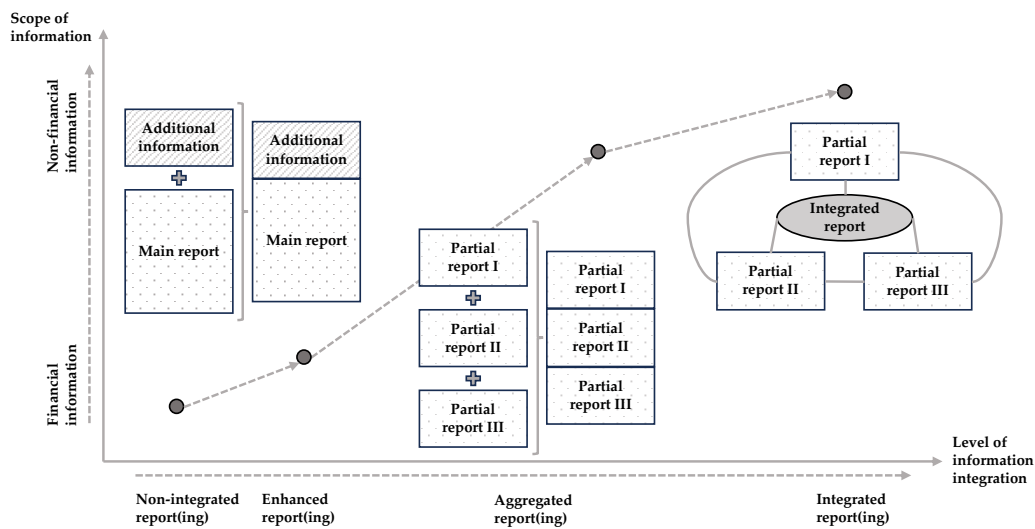 Scope of
information
Non-financial
information
Financial
information
Additional
information
Main report
Additional
information
Main report
Partial
report I
Partial
report II
Partial
report III
Partial
report I
Partial
report II
Partial
report III
Partial
report I
Integrated
report
Partial
report II
Partial
report III
Level of
information
integration
Non-integrated
report(ing)
Enhanced
report(ing)
Aggregated
report(ing)
Integrated
report(ing)